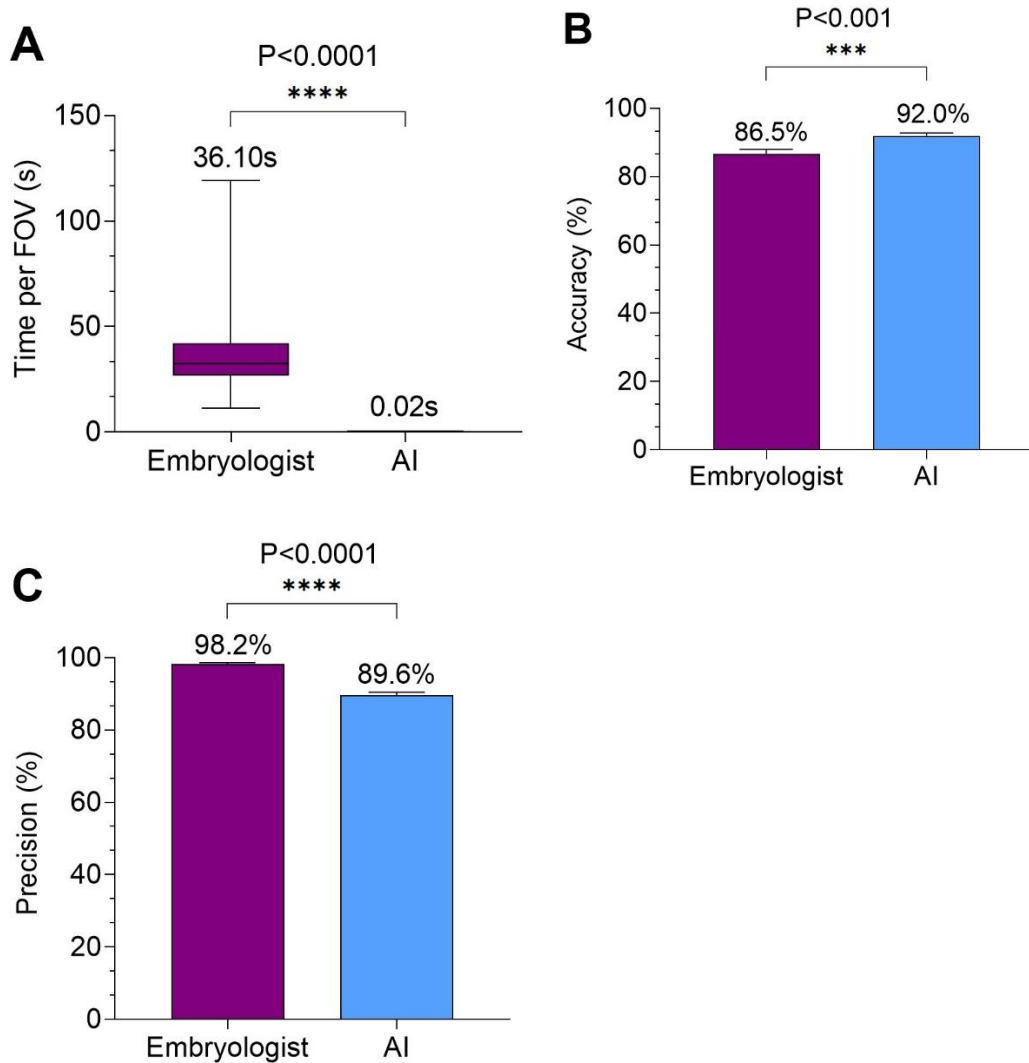 A
P<0.0001
****
150
36.10s
100
Time per FOV (s)
50
0.02s
0
Embryologist
AI
B
P<0.001
***
100
86.5%
92.0%
80
60
Accuracy (%)
40
20
0
Embryologist
AI
C
P<0.0001
****
100
98.2%
89.6%
80
60
Precision (%)
40
20
0
Embryologist
AI